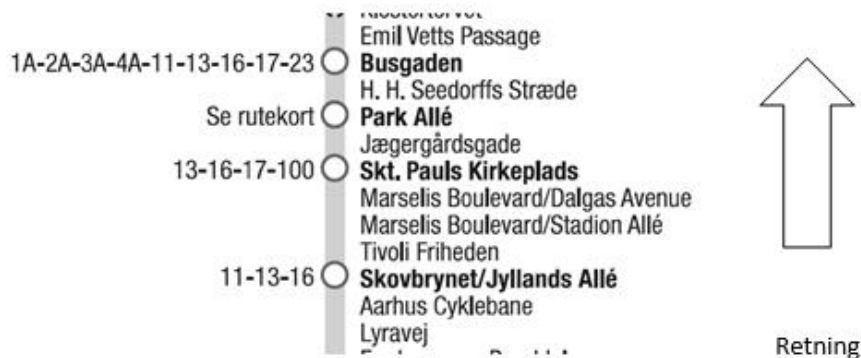 Emil Vetts Passage
1A-2A-3A-4A-11-13-16-17-23 Busgaden
H. H. Seedorffs Stræde
Se rutekort Park Allé
Jægergårdsgade
13-16-17-100 Skt. Pauls Kirkeplads
Marselis Boulevard/Dalgas Avenue
Marselis Boulevard/Stadion Allé
Tivoli Friheden
11-13-16 Skovbrynet/Jyllands Allé
Aarhus Cyklebane
Lyravej
Retning